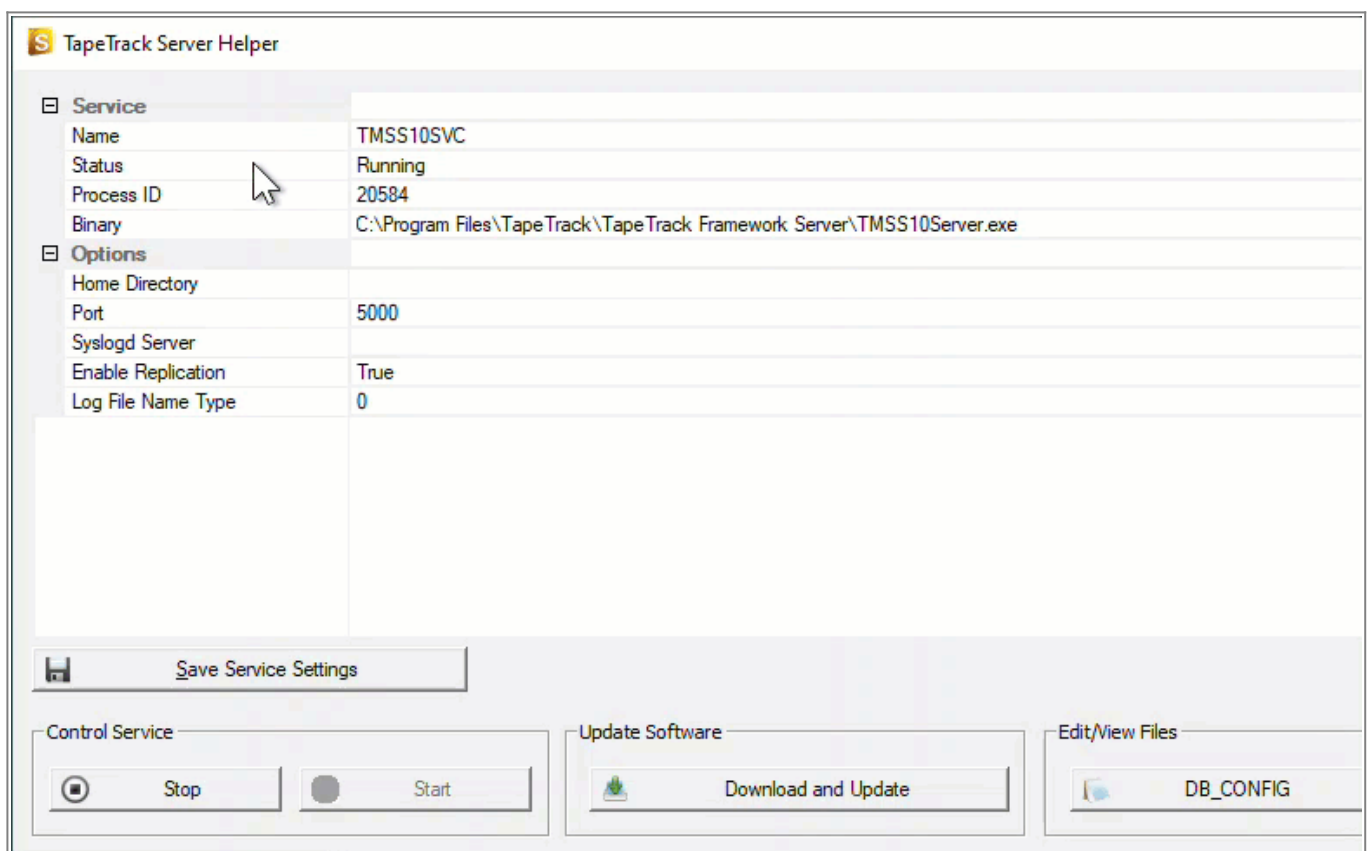 S TapeTrack Server Helper
Service
Name TMSS10SVC
Status Running
Process ID 20584
Binary C:\Program Files\TapeTrack\TapeTrack Framework Server\TMSS10Server.exe
Options
Home Directory
Port 5000
Syslogd Server
Enable Replication True
Log File Name Type 0
Save Service Settings
Control Service Update Software Edit/View Files
Stop Start Download and Update DB_CONFIG